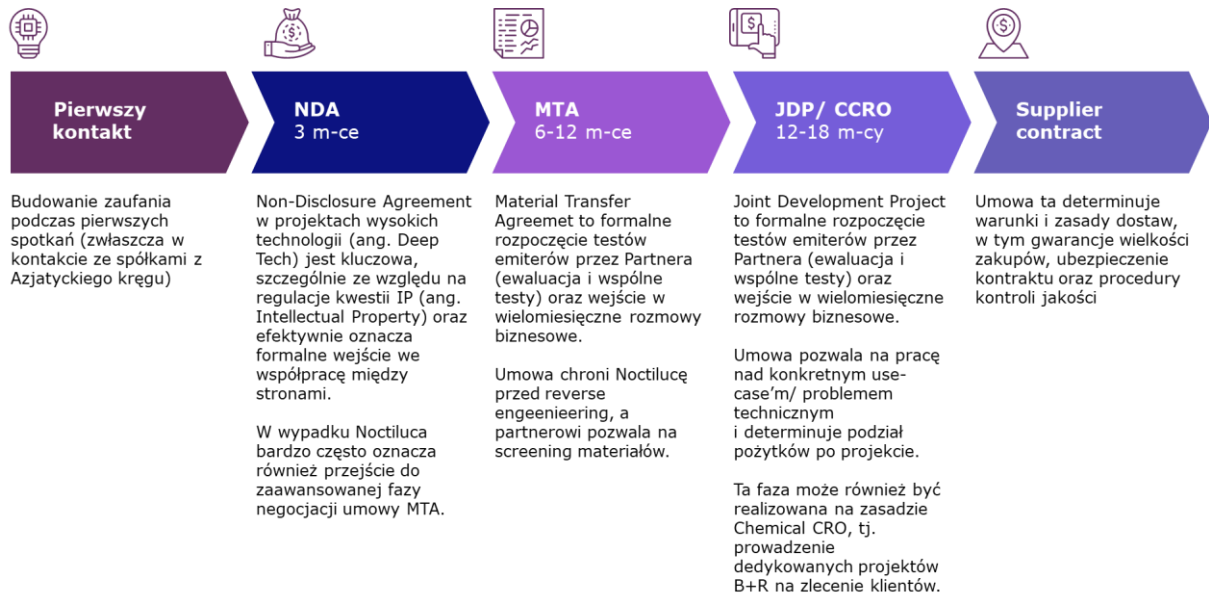 Pierwszy
kontakt
NDA
3 m-ce
MTA
6-12 m-ce
JDP/ CCRO
12-18 m-cy
Supplier
contract
Budowanie zaufania
podczas pierwszych
spotkań (zwłaszcza w
kontakcie ze spółkami z
Azjatyckiego kręgu)
Non-Disclosure Agreement
w projektach wysokich
technologii (ang. Deep
Tech) jest kluczowa,
szczególnie ze względu na
regulacje kwestii IP (ang.
Intellectual Property) oraz
efektywnie oznacza
formalne wejście we
współpracę między
stronami.
W wypadku Noctiluca
bardzo często oznacza
również przejście do
zaawansowanej fazy
negocjacji umowy MTA.
Material Transfer
Agreemet to formalne
rozpoczęcie testów
emiterów przez Partnera
(ewaluacja i wspólne
testy) oraz wejście w
wielomiesięczne rozmowy
biznesowe.
Umowa chroni Noctilucę
przed reverse
engeenieering, a
partnerowi pozwala na
screening materiałów.
Joint Development Project
to formalne rozpoczęcie
testów emiterów przez
Partnera (ewaluacja i
wspólne testy) oraz
wejście w wielomiesięczne
rozmowy biznesowe.
Umowa pozwala na pracę
nad konkretnym use-
case’m/ problemem
technicznym
i determinuje podział
pożytków po projekcie.
Ta faza może również być
realizowana na zasadzie
Chemical CRO, tj.
prowadzenie
dedykowanych projektów
B+R na zlecenie klientów.
Umowa ta determinuje
warunki i zasady dostaw,
w tym gwarancje wielkości
zakupów, ubezpieczenie
kontraktu oraz procedury
kontroli jakości